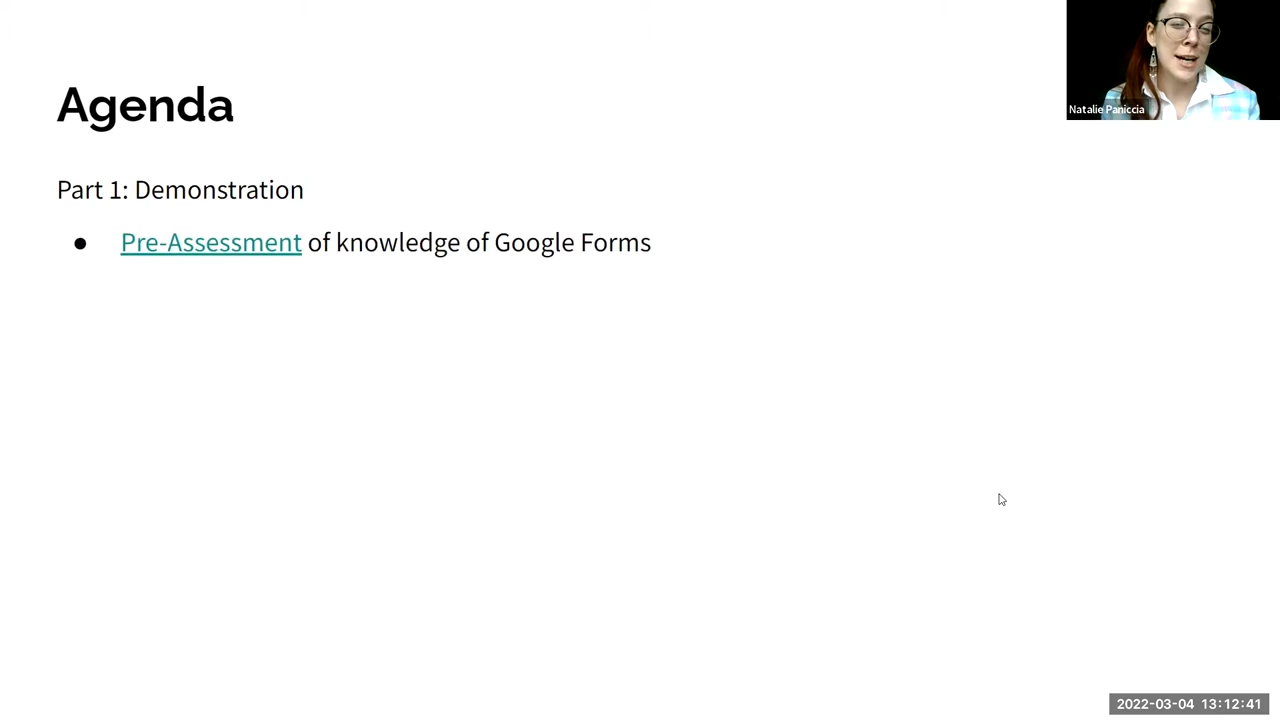 Agenda
Natalie Paniccia
Part 1: Demonstration
● Pre-Assessment of knowledge of Google Forms
2022-03-04 13:12:41